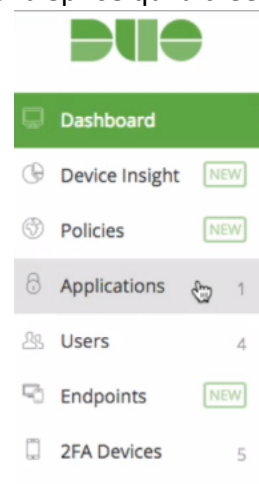 DUO
Dashboard
Device Insight NEW
Policies NEW
Applications 1
Users 4
Endpoints NEW
2FA Devices 5